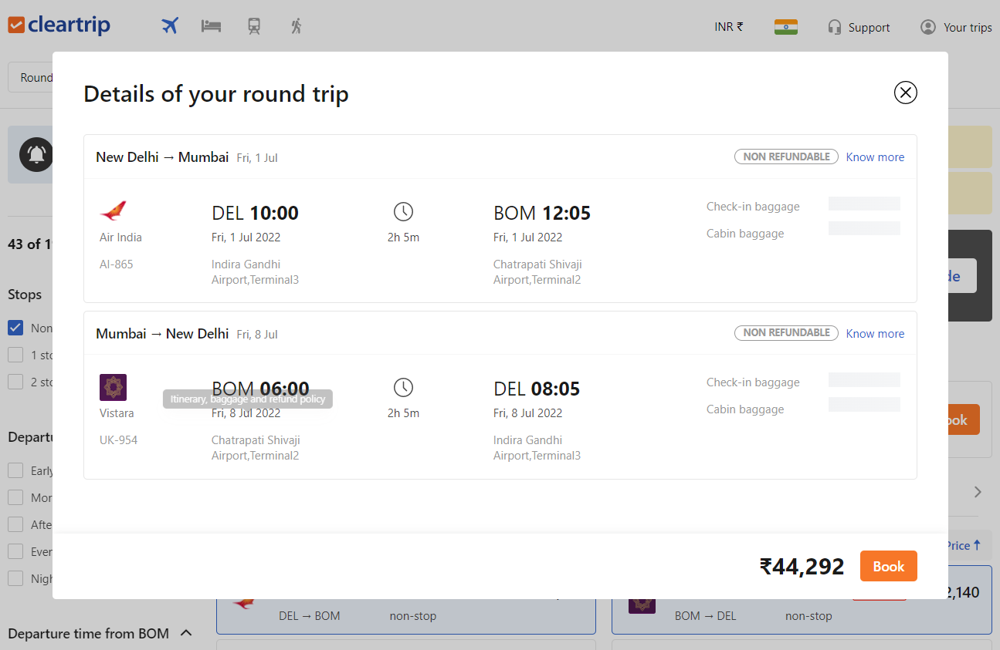 cleartrip
INR ₹
Support
Your trips
Round
Details of your round trip
New Delhi → Mumbai Fri, 1 Jul
NON REFUNDABLE Know more
Air India
AI-865
DEL 10:00
Fri, 1 Jul 2022
Indira Gandhi
Airport,Terminal3
2h 5m
BOM 12:05
Fri, 1 Jul 2022
Chatrapati Shivaji
Airport,Terminal2
Check-in baggage
Cabin baggage
Mumbai → New Delhi Fri, 8 Jul
NON REFUNDABLE Know more
Vistara
UK-954
BOM 06:00
Itinerary, baggage and refund policy
Fri, 8 Jul 2022
Chatrapati Shivaji
Airport,Terminal2
2h 5m
DEL 08:05
Fri, 8 Jul 2022
Indira Gandhi
Airport,Terminal3
Check-in baggage
Cabin baggage
₹44,292 Book
43 of 1
Stops
Non
1 sto
2 sto
Departu
Early
Mor
After
Even
Nigh
Departure time from BOM
de
ook
Price ↑
DEL → BOM non-stop
BOM → DEL non-stop
2,140